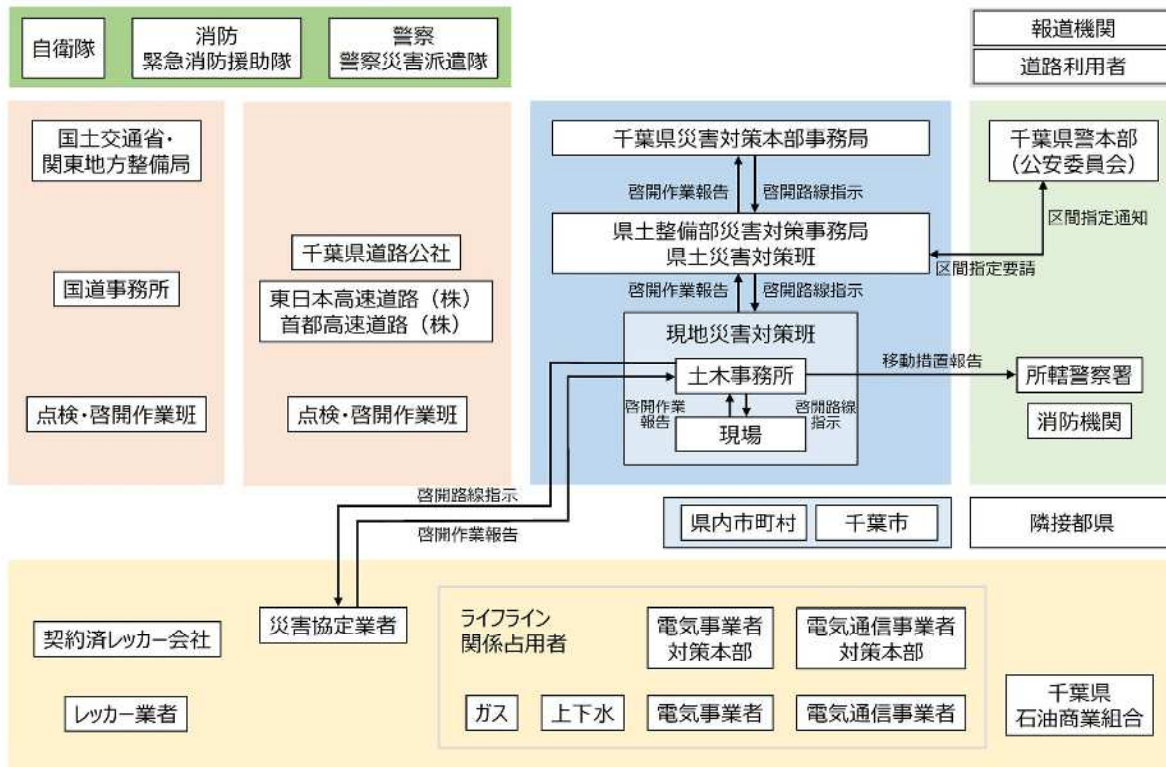 自衛隊
消防
緊急消防援助隊
警察
警察災害派遣隊
報道機関
道路利用者
国土交通省・
関東地方整備局
国道事務所
点検・啓開作業班
千葉県道路公社
東日本高速道路（株）
首都高速道路（株）
点検・啓開作業班
千葉県災害対策本部事務局
啓開作業報告
啓開路線指示
県土整備部災害対策事務局
県土災害対策班
啓開作業報告
啓開路線指示
現地災害対策班
土木事務所
啓開作業
報告
啓開路線
指示
現場
千葉県警本部
（公安委員会）
区間指定通知
区間指定要請
移動措置報告
所轄警察署
消防機関
啓開路線指示
啓開作業報告
県内市町村
千葉市
隣接都県
契約済レッカー会社
レッカー業者
災害協定業者
ライフライン
関係占用者
電気事業者
対策本部
電気通信事業者
対策本部
ガス
上下水
電気事業者
電気通信事業者
千葉県
石油商業組合